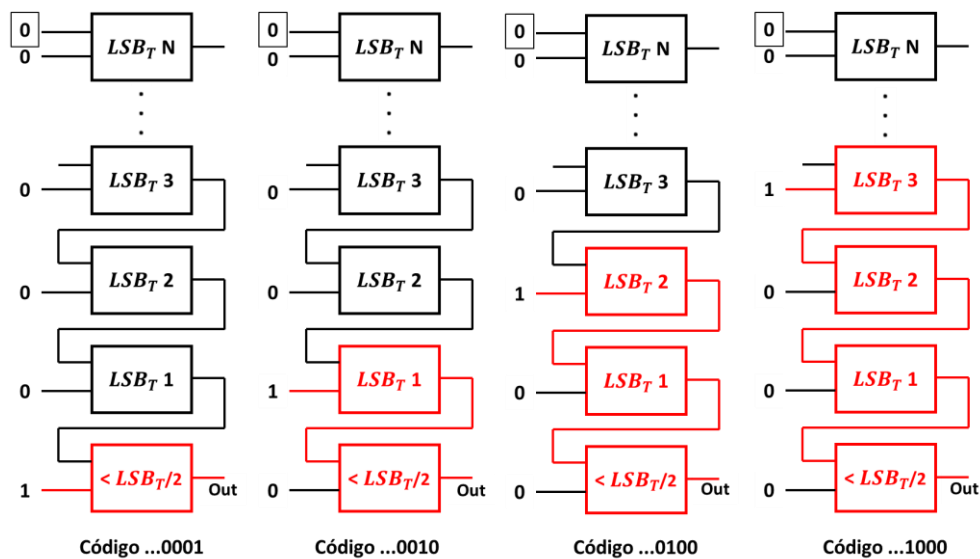 0
0
LSB_T N
0
LSB_T 3
0
LSB_T 2
0
LSB_T 1
1
< LSB_T/2
Out
Código ...0001
0
0
LSB_T N
0
LSB_T 3
0
LSB_T 2
1
LSB_T 1
0
< LSB_T/2
Out
Código ...0010
0
0
LSB_T N
0
LSB_T 3
1
LSB_T 2
0
LSB_T 1
0
< LSB_T/2
Out
Código ...0100
0
0
LSB_T N
1
LSB_T 3
0
LSB_T 2
0
LSB_T 1
0
< LSB_T/2
Out
Código ...1000